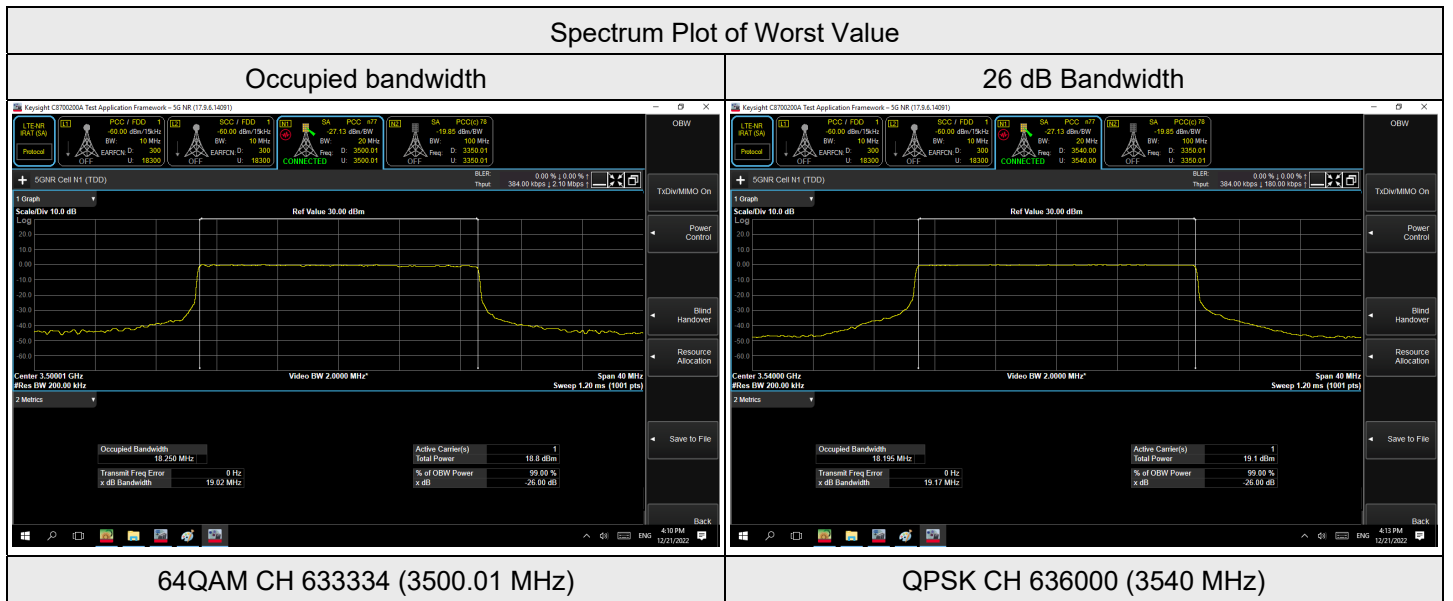 Spectrum Plot of Worst Value
Occupied bandwidth
26 dB Bandwidth
Keysight C8700200A Test Application Framework – 5G NR (17.9.6.14091)
LTE-NR
IRAT (SA)
Protocol
L1
PCC / FDD 1
-60.00 dBm/15kHz
BW: 10 MHz
EARFCN: D: 300
OFF U: 18300
L2
SCC / FDD 1
-60.00 dBm/15kHz
BW: 10 MHz
EARFCN: D: 300
OFF U: 18300
N1
SA PCC n77
-27.13 dBm/BW
BW: 20 MHz
Freq: D: 3500.01
CONNECTED U: 3500.01
N2
SA PCC(c) 78
-19.85 dBm/BW
BW: 100 MHz
Freq: D: 3350.01
OFF U: 3350.01
5GNR Cell N1 (TDD)
BLER: 0.00 % ↓ 0.00 % ↑
Thput: 384.00 kbps ↓ 2.10 Mbps ↑
1 Graph
Scale/Div 10.0 dB
Ref Value 30.00 dBm
Log
20.0
10.0
0.00
-10.0
-20.0
-30.0
-40.0
-50.0
-60.0
Center 3.50001 GHz
#Res BW 200.00 kHz
Video BW 2.0000 MHz*
Span 40 MHz
Sweep 1.20 ms (1001 pts)
2 Metrics
Occupied Bandwidth
18.250 MHz
Transmit Freq Error 0 Hz
x dB Bandwidth 19.02 MHz
Active Carrier(s) 1
Total Power 18.8 dBm
% of OBW Power 99.00 %
x dB -26.00 dB
OBW
TxDiv/MIMO On
Power
Control
Blind
Handover
Resource
Allocation
Save to File
Back
ENG
4:10 PM
12/21/2022
Keysight C8700200A Test Application Framework – 5G NR (17.9.6.14091)
LTE-NR
IRAT (SA)
Protocol
L1
PCC / FDD 1
-60.00 dBm/15kHz
BW: 10 MHz
EARFCN: D: 300
OFF U: 18300
L2
SCC / FDD 1
-60.00 dBm/15kHz
BW: 10 MHz
EARFCN: D: 300
OFF U: 18300
N1
SA PCC n77
-27.13 dBm/BW
BW: 20 MHz
Freq: D: 3540.00
CONNECTED U: 3540.00
N2
SA PCC(c) 78
-19.85 dBm/BW
BW: 100 MHz
Freq: D: 3350.01
OFF U: 3350.01
5GNR Cell N1 (TDD)
BLER: 0.00 % ↓ 0.00 % ↑
Thput: 384.00 kbps ↓ 180.00 kbps ↑
1 Graph
Scale/Div 10.0 dB
Ref Value 30.00 dBm
Log
20.0
10.0
0.00
-10.0
-20.0
-30.0
-40.0
-50.0
-60.0
Center 3.54000 GHz
#Res BW 200.00 kHz
Video BW 2.0000 MHz*
Span 40 MHz
Sweep 1.20 ms (1001 pts)
2 Metrics
Occupied Bandwidth
18.195 MHz
Transmit Freq Error 0 Hz
x dB Bandwidth 19.17 MHz
Active Carrier(s) 1
Total Power 19.1 dBm
% of OBW Power 99.00 %
x dB -26.00 dB
OBW
TxDiv/MIMO On
Power
Control
Blind
Handover
Resource
Allocation
Save to File
Back
ENG
4:13 PM
12/21/2022
64QAM CH 633334 (3500.01 MHz)
QPSK CH 636000 (3540 MHz)